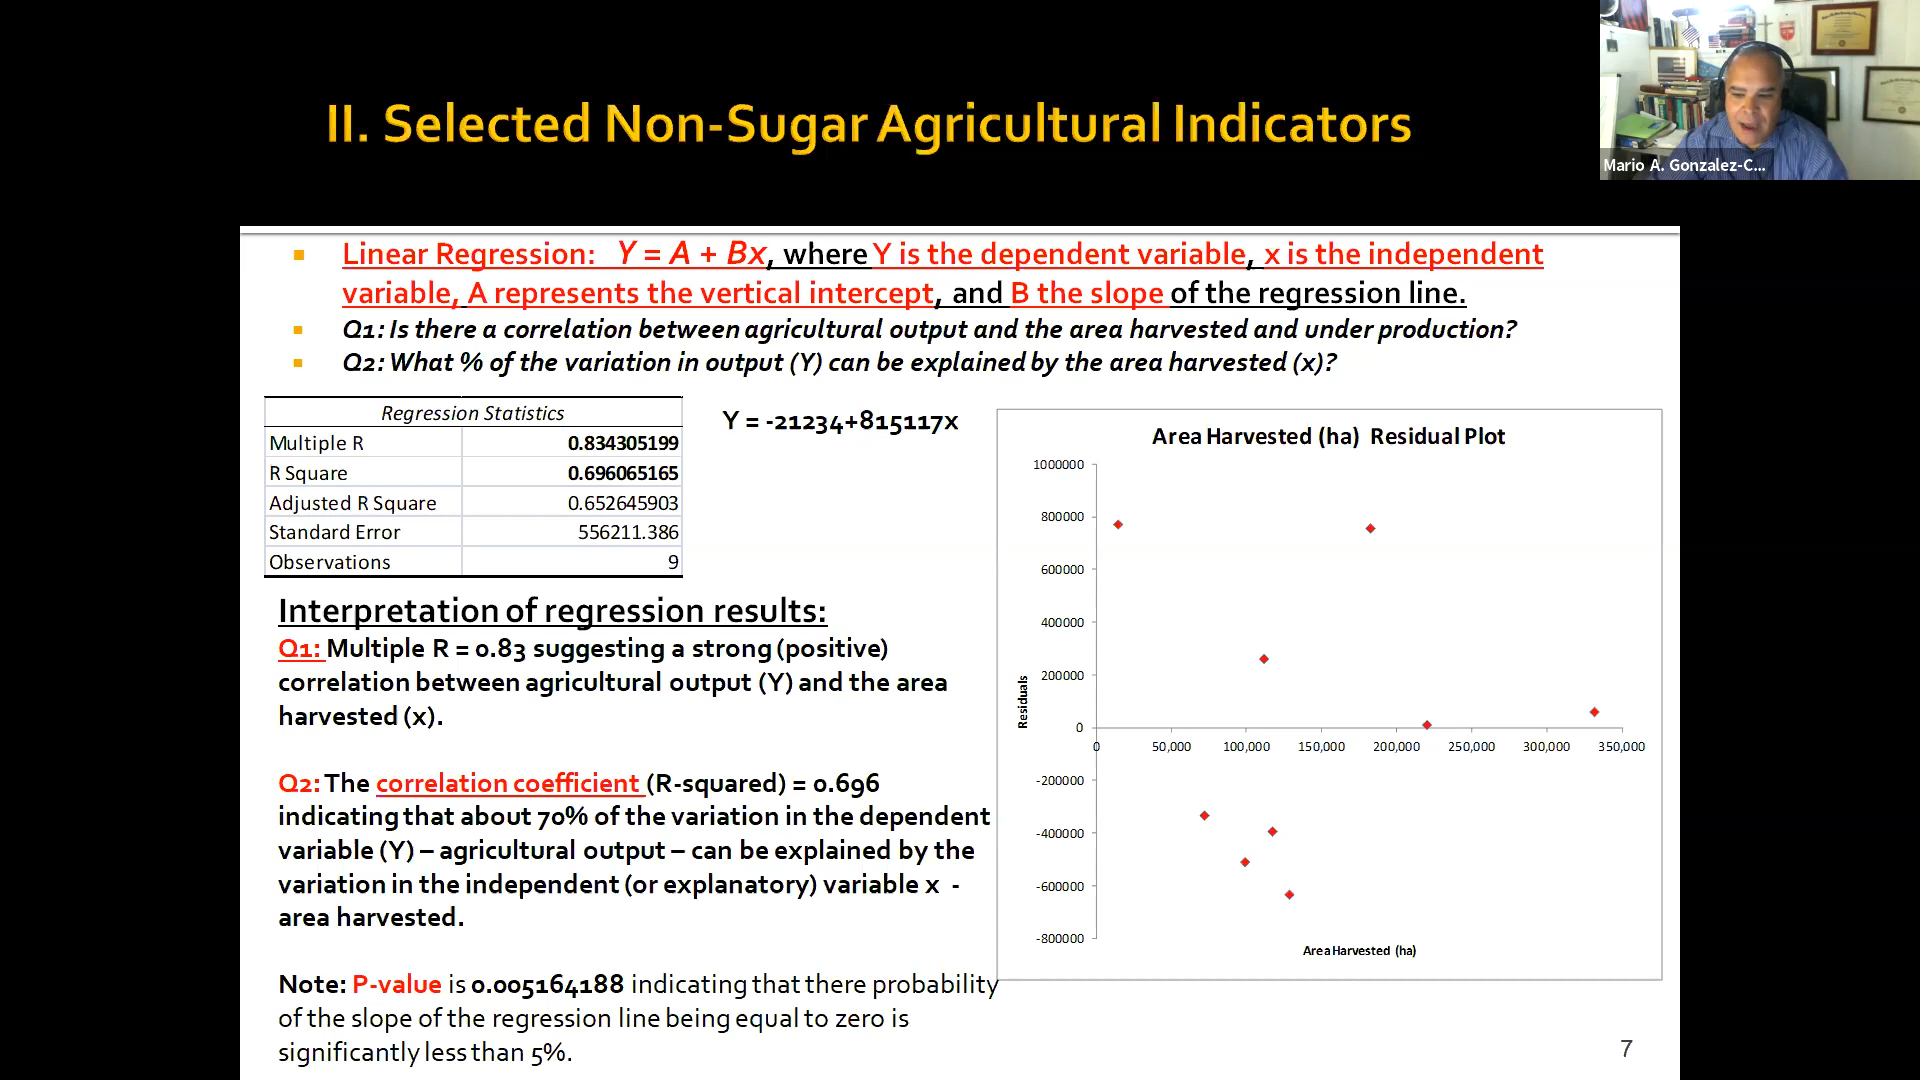 II. Selected Non-Sugar Agricultural Indicators
Mario A. Gonzalez-C...
Linear Regression: Y = A + Bx, where Y is the dependent variable, x is the independent
variable, A represents the vertical intercept, and B the slope of the regression line.
Q1: Is there a correlation between agricultural output and the area harvested and under production?
Q2: What % of the variation in output (Y) can be explained by the area harvested (x)?
Regression Statistics
Multiple R 0.834305199
R Square 0.696065165
Adjusted R Square 0.652645903
Standard Error 556211.386
Observations 9
Y = -21234+815117x
Interpretation of regression results:
Q1: Multiple R = 0.83 suggesting a strong (positive)
correlation between agricultural output (Y) and the area
harvested (x).
Q2: The correlation coefficient (R-squared) = 0.696
indicating that about 70% of the variation in the dependent
variable (Y) – agricultural output – can be explained by the
variation in the independent (or explanatory) variable x -
area harvested.
Note: P-value is 0.005164188 indicating that there probability
of the slope of the regression line being equal to zero is
significantly less than 5%.
Area Harvested (ha) Residual Plot
1000000
800000
600000
400000
200000
0
-200000
-400000
-600000
-800000
Residuals
0 50,000 100,000 150,000 200,000 250,000 300,000 350,000
Area Harvested (ha)
7